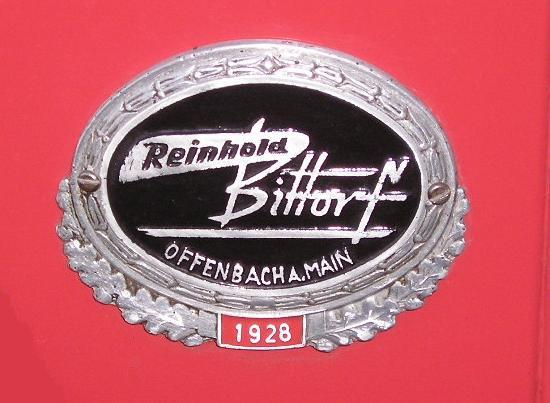 Reinhold
Bittorf
OFFENBACH A. MAIN
1928